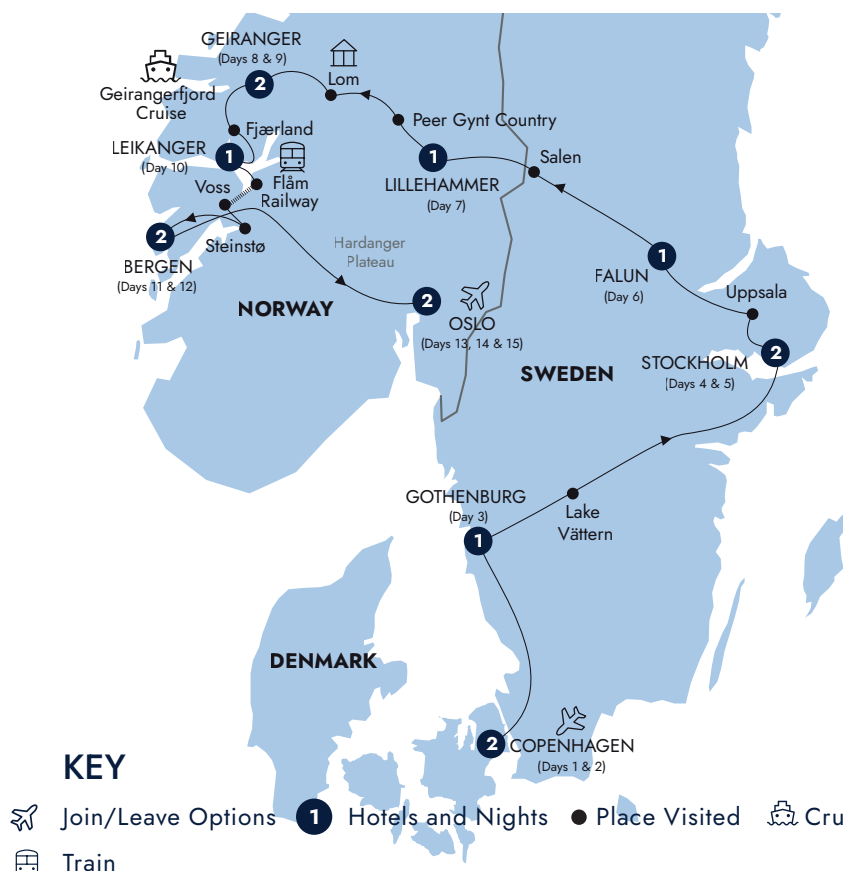 GEIRANGER
(Days 8 & 9)
2
Geirangerfjord
Cruise
Lom
Peer Gynt Country
Fjærland
LEIKANGER
(Day 10)
1
1
LILLEHAMMER
(Day 7)
Salen
Voss
Flåm
Railway
2
Steinstø
BERGEN
(Days 11 & 12)
Hardanger
Plateau
1
FALUN
(Day 6)
Uppsala
NORWAY
2
OSLO
(Days 13, 14 & 15)
2
STOCKHOLM
(Days 4 & 5)
SWEDEN
GOTHENBURG
(Day 3)
1
Lake
Vättern
DENMARK
2
COPENHAGEN
(Days 1 & 2)
KEY
Join/Leave Options 1 Hotels and Nights Place Visited Cru
Train